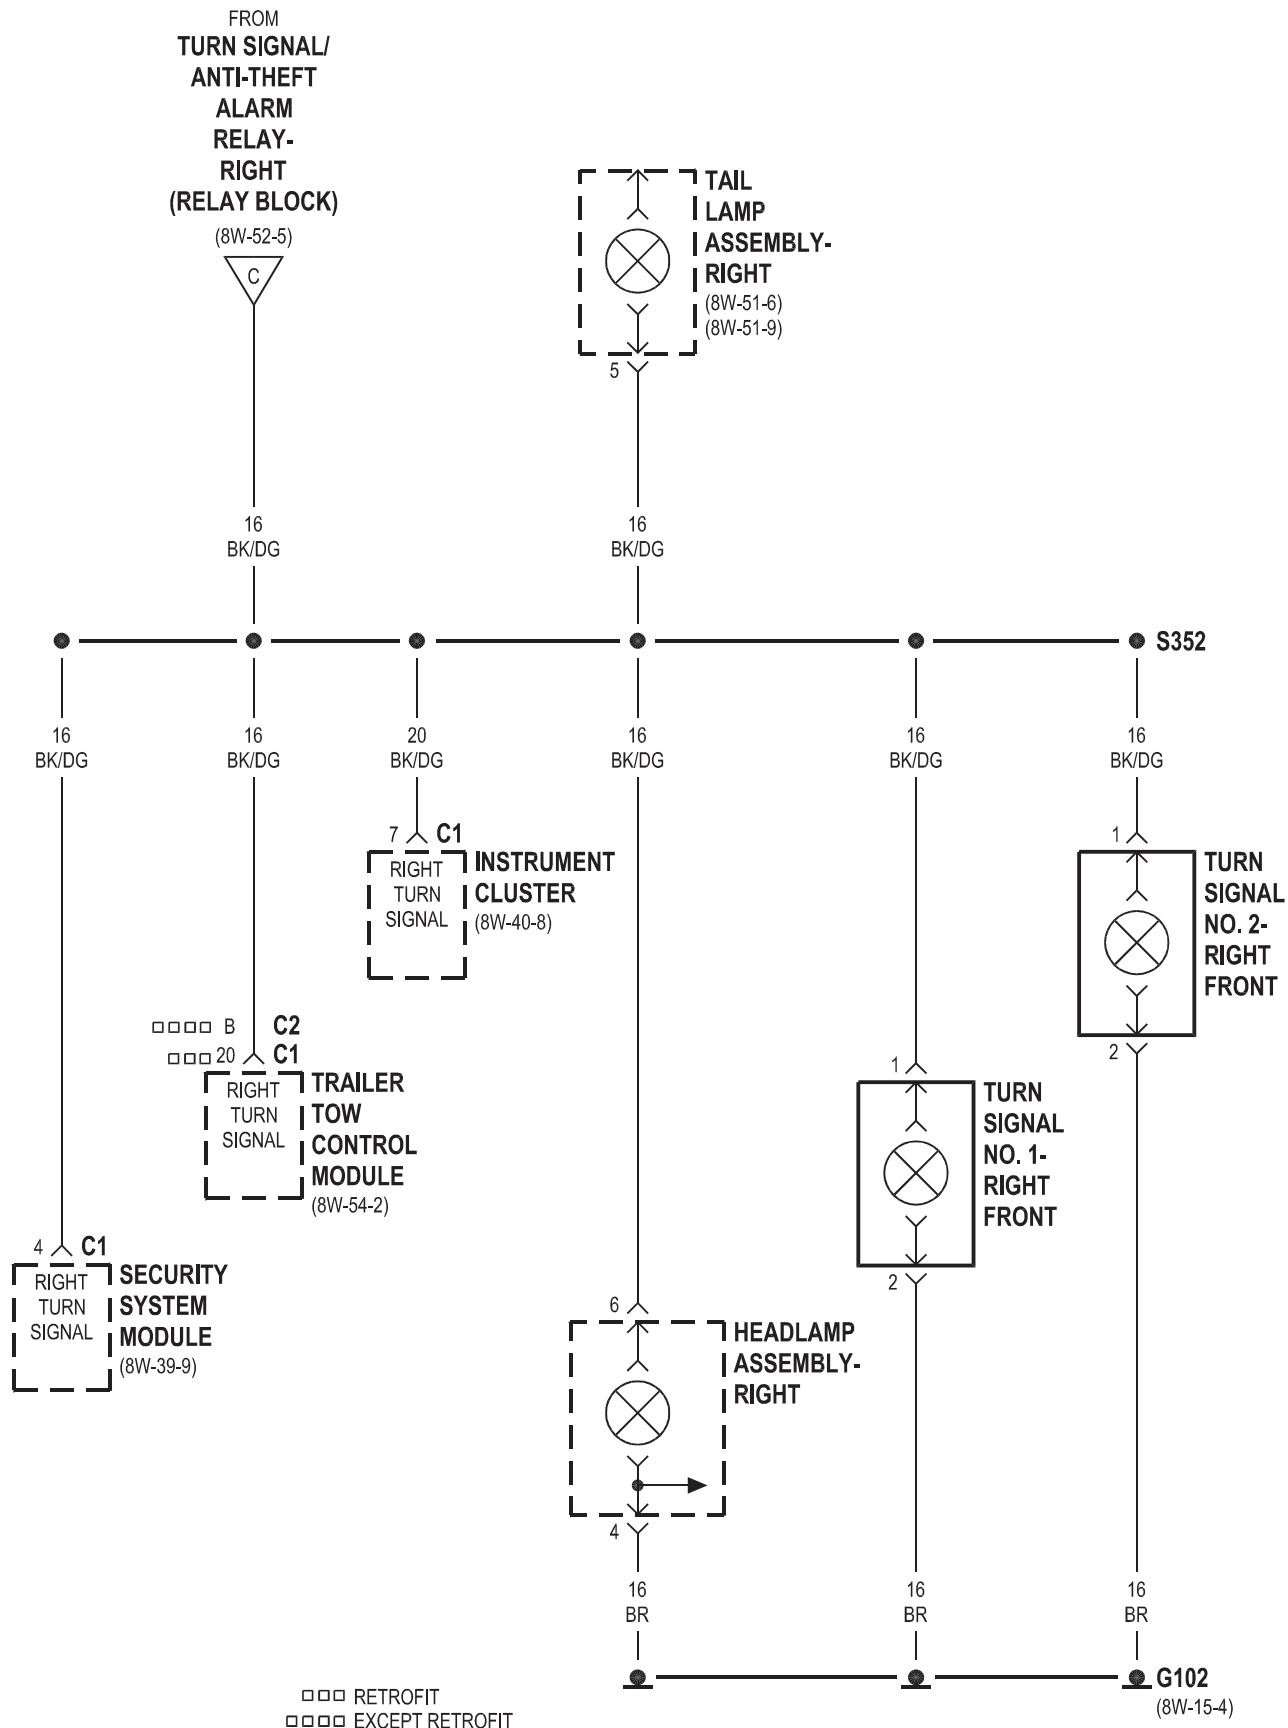 FROM
TURN SIGNAL/
ANTI-THEFT
ALARM
RELAY-
RIGHT
(RELAY BLOCK)
(8W-52-5)
C
TAIL
LAMP
ASSEMBLY-
RIGHT
(8W-51-6)
(8W-51-9)
5
16
BK/DG
16
BK/DG
S352
16
BK/DG
16
BK/DG
20
BK/DG
16
BK/DG
16
BK/DG
16
BK/DG
7 C1
RIGHT
TURN
SIGNAL
INSTRUMENT
CLUSTER
(8W-40-8)
1
2
TURN
SIGNAL
NO. 2-
RIGHT
FRONT
B C2
20 C1
RIGHT
TURN
SIGNAL
TRAILER
TOW
CONTROL
MODULE
(8W-54-2)
1
2
TURN
SIGNAL
NO. 1-
RIGHT
FRONT
4 C1
RIGHT
TURN
SIGNAL
SECURITY
SYSTEM
MODULE
(8W-39-9)
6
HEADLAMP
ASSEMBLY-
RIGHT
4
16
BR
16
BR
16
BR
G102
(8W-15-4)
RETROFIT
EXCEPT RETROFIT